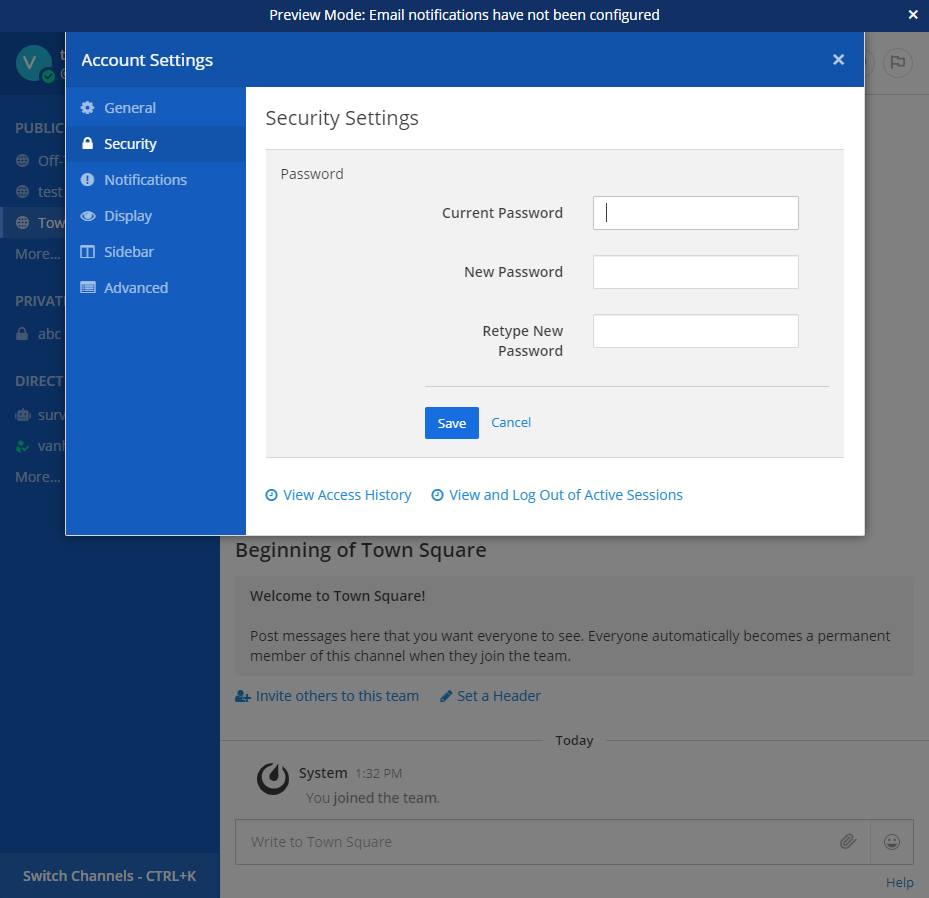 Preview Mode: Email notifications have not been configured
V
Account Settings
General
Security
Notifications
Display
Sidebar
Advanced
Security Settings
Password
Current Password
New Password
Retype New
Password
Save
Cancel
View Access History
View and Log Out of Active Sessions
PUBLIC
Off-
test
Tow
More...
PRIVAT
abc
DIRECT
surv
vanh
More...
Switch Channels - CTRL+K
Beginning of Town Square
Welcome to Town Square!
Post messages here that you want everyone to see. Everyone automatically becomes a permanent
member of this channel when they join the team.
Invite others to this team
Set a Header
Today
System 1:32 PM
You joined the team.
Write to Town Square
Help